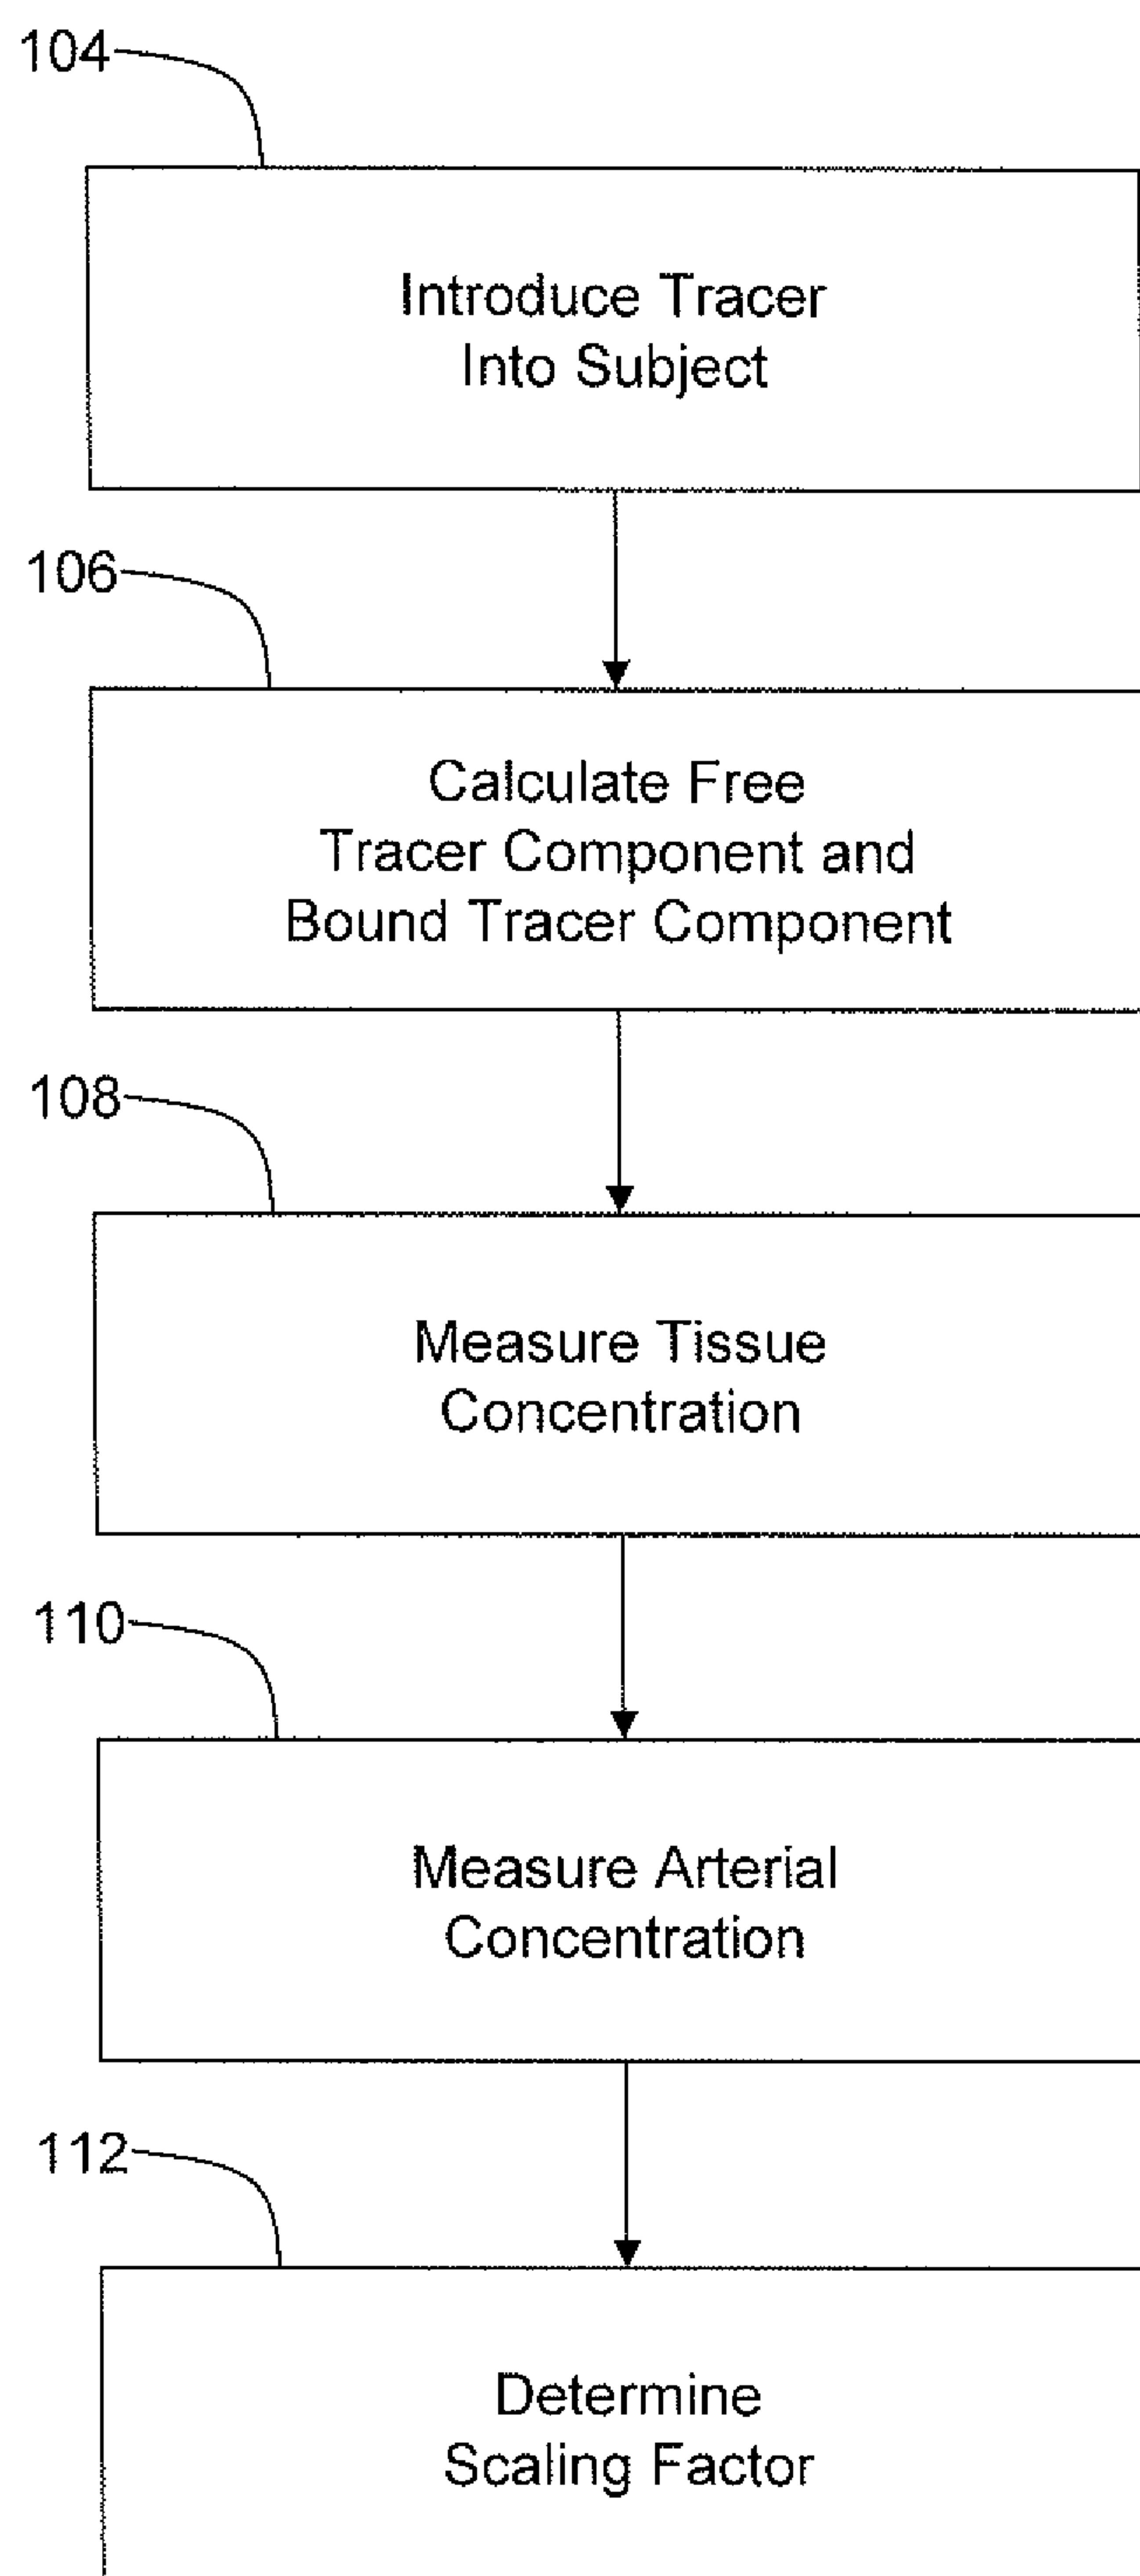 104
Introduce Tracer
Into Subject
106
Calculate Free
Tracer Component and
Bound Tracer Component
108
Measure Tissue
Concentration
110
Measure Arterial
Concentration
112
Determine
Scaling Factor